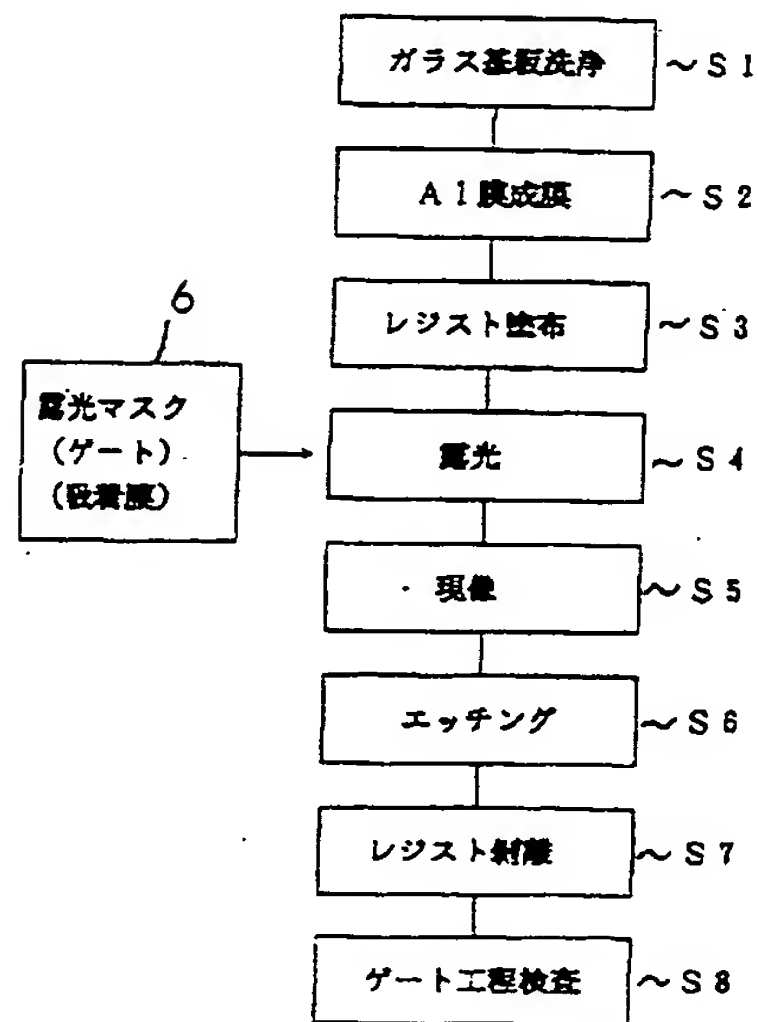 ガラス基板洗浄 ～S1
Al膜成膜 ～S2
レジスト塗布 ～S3
6
露光マスク
(ゲート)
(吸着膜)
露光 ～S4
現像 ～S5
エッチング ～S6
レジスト剥離 ～S7
ゲート工程検査 ～S8